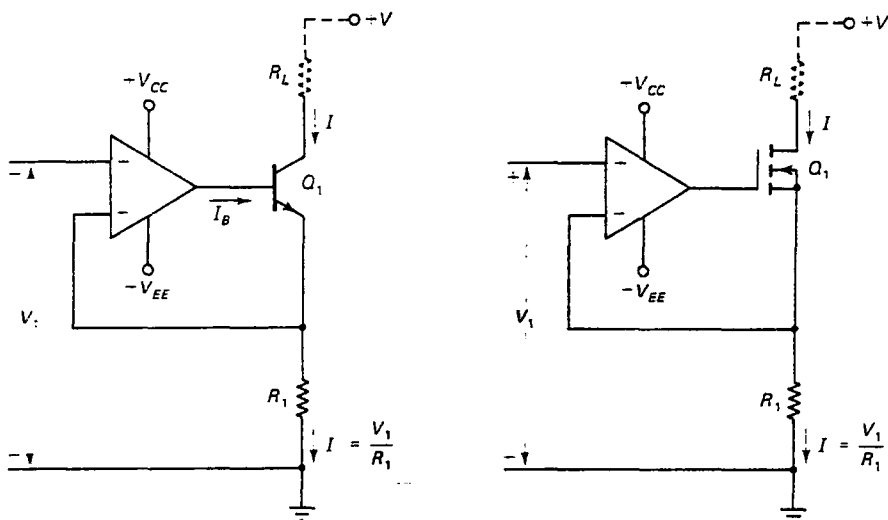 +V
R_L
+V_CC
I
−
−
Q_1
I_B
−V_EE
−
V_1
R_1
I = V_1/R_1
−
+V
R_L
+V_CC
I
+
−
−
Q_1
−V_EE
V_1
R_1
I = V_1/R_1
−